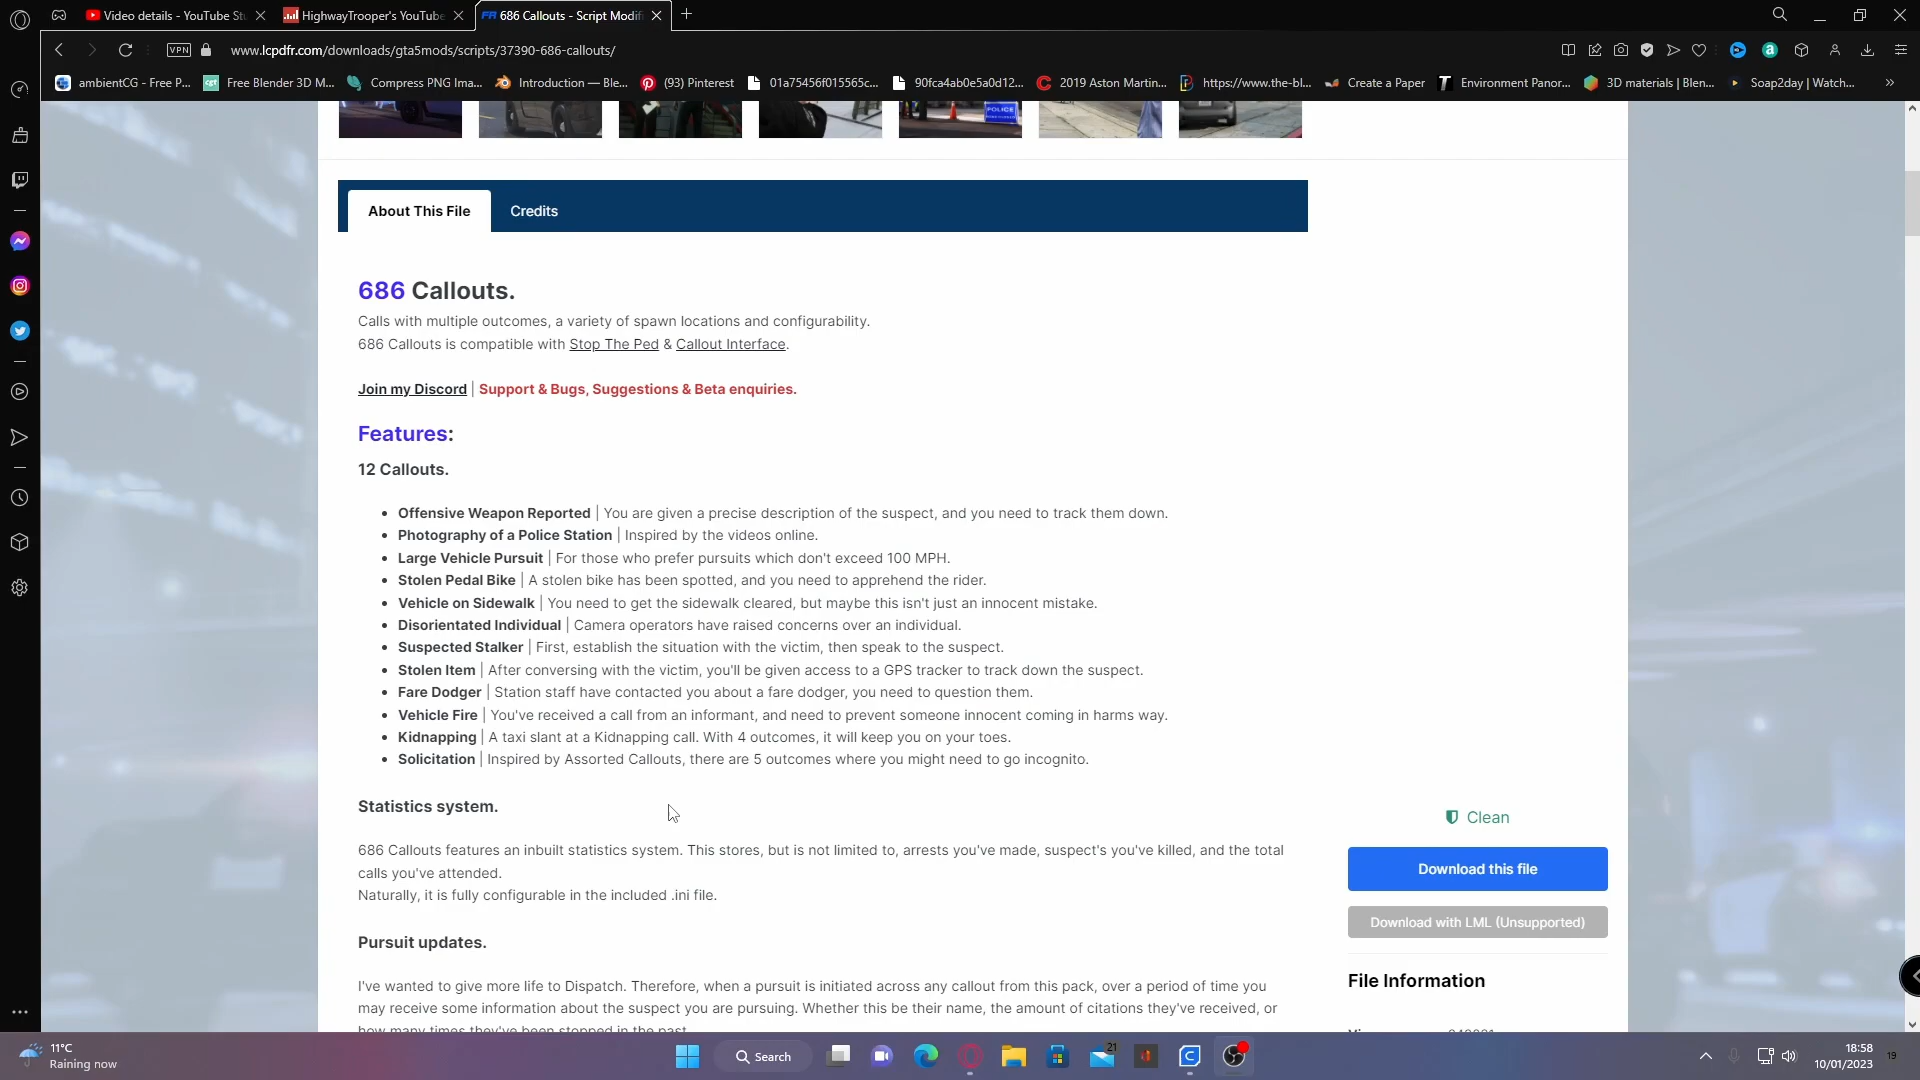 Video details - YouTube Stu
HighwayTrooper's YouTube
686 Callouts - Script Modifi
VPN
www.lcpdfr.com/downloads/gta5mods/scripts/37390-686-callouts/
ambientCG - Free P...
Free Blender 3D M...
Compress PNG Ima...
Introduction — Ble...
(93) Pinterest
01a75456f015565c...
90fca4ab0e5a0d12...
2019 Aston Martin...
https://www.the-bl...
Create a Paper
Environment Panor...
3D materials | Blen...
Soap2day | Watch...
POLICE
About This File
Credits
686 Callouts.
Calls with multiple outcomes, a variety of spawn locations and configurability.
686 Callouts is compatible with Stop The Ped & Callout Interface.
Join my Discord | Support & Bugs, Suggestions & Beta enquiries.
Features:
12 Callouts.
• Offensive Weapon Reported | You are given a precise description of the suspect, and you need to track them down.
• Photography of a Police Station | Inspired by the videos online.
• Large Vehicle Pursuit | For those who prefer pursuits which don't exceed 100 MPH.
• Stolen Pedal Bike | A stolen bike has been spotted, and you need to apprehend the rider.
• Vehicle on Sidewalk | You need to get the sidewalk cleared, but maybe this isn't just an innocent mistake.
• Disorientated Individual | Camera operators have raised concerns over an individual.
• Suspected Stalker | First, establish the situation with the victim, then speak to the suspect.
• Stolen Item | After conversing with the victim, you'll be given access to a GPS tracker to track down the suspect.
• Fare Dodger | Station staff have contacted you about a fare dodger, you need to question them.
• Vehicle Fire | You've received a call from an informant, and need to prevent someone innocent coming in harms way.
• Kidnapping | A taxi slant at a Kidnapping call. With 4 outcomes, it will keep you on your toes.
• Solicitation | Inspired by Assorted Callouts, there are 5 outcomes where you might need to go incognito.
Statistics system.
686 Callouts features an inbuilt statistics system. This stores, but is not limited to, arrests you've made, suspect's you've killed, and the total
calls you've attended.
Naturally, it is fully configurable in the included .ini file.
Pursuit updates.
I've wanted to give more life to Dispatch. Therefore, when a pursuit is initiated across any callout from this pack, over a period of time you
may receive some information about the suspect you are pursuing. Whether this be their name, the amount of citations they've received, or
how many times they've been stopped in the past.
Clean
Download this file
Download with LML (Unsupported)
File Information
11°C
Raining now
Search
21
18:58
10/01/2023
19